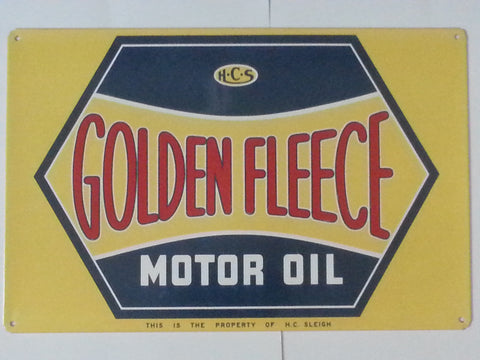 H·C·S
GOLDEN FLEECE
MOTOR OIL
THIS IS THE PROPERTY OF H.C. SLEIGH